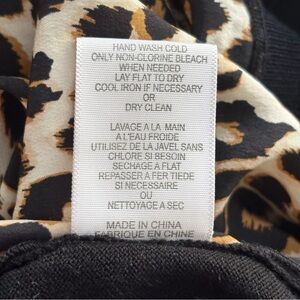 HAND WASH COLD
ONLY NON-CLORINE BLEACH
WHEN NEEDED
LAY FLAT TO DRY
COOL IRON IF NECESSARY
OR
DRY CLEAN
LAVAGE A LA MAIN
A L'EAU FROIDE
UTILISEZ DE LA JAVEL SANS
CHLORE SI BESOIN
SECHAGE A FLAT
REPASSER A FER TIEDE
SI NECESSAIRE
OU
NETTOYAGE A SEC
MADE IN CHINA
FABRIQUE EN CHINE